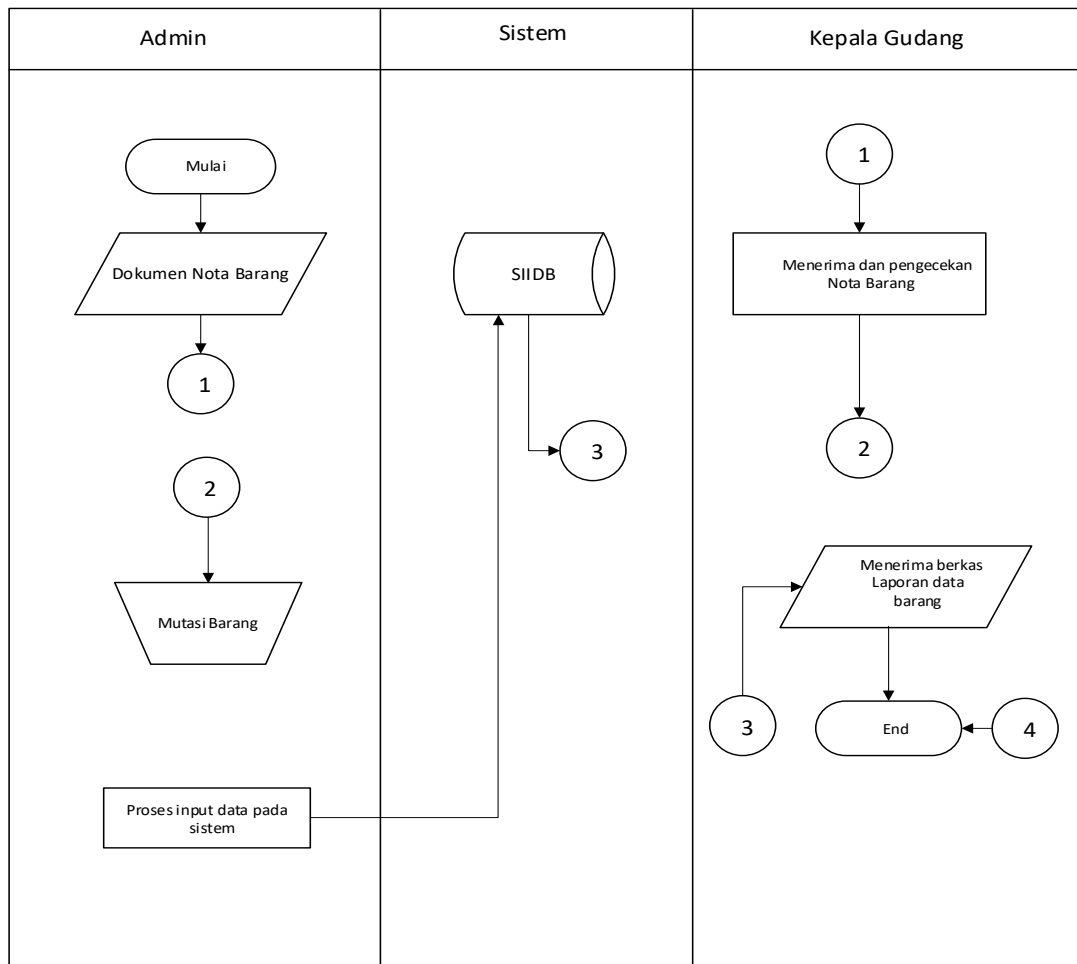 Admin
Sistem
Kepala Gudang
Mulai
Dokumen Nota Barang
1
2
Mutasi Barang
Proses input data pada
sistem
SIIDB
3
1
Menerima dan pengecekan
Nota Barang
2
Menerima berkas
Laporan data
barang
3
End
4